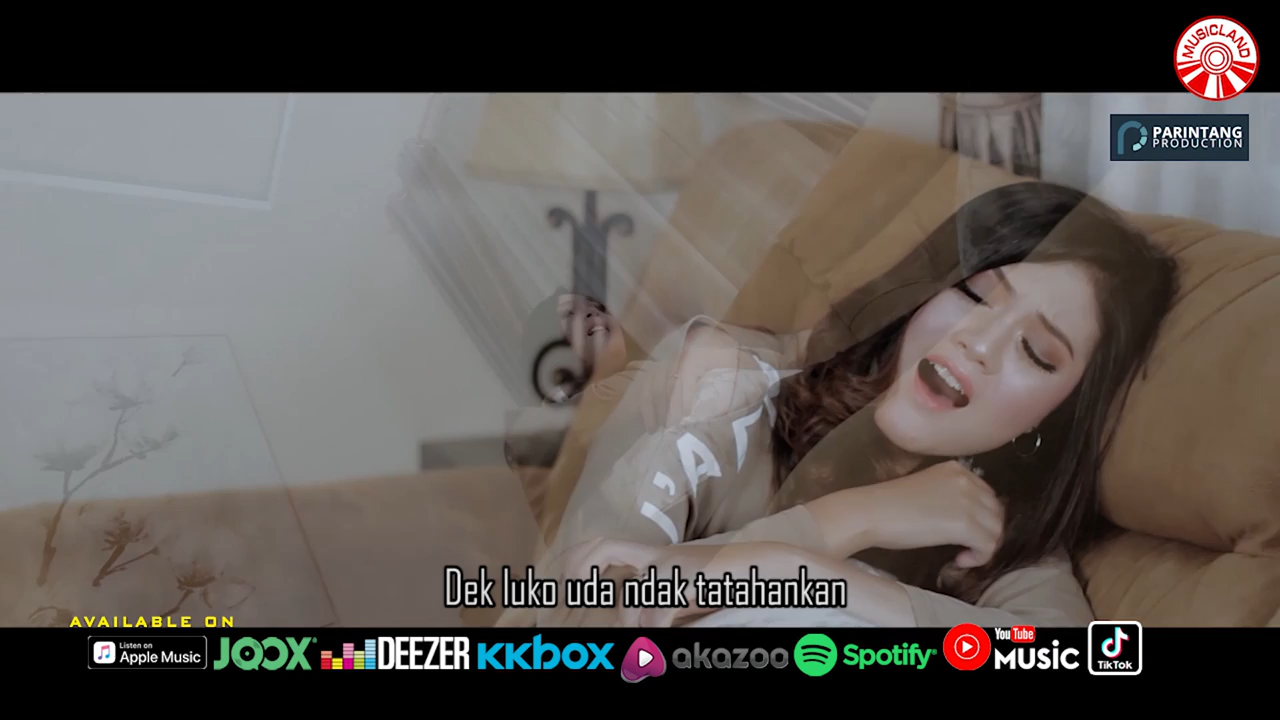 MUSICLAND
PARINTANG
PRODUCTION
Dek luko uda ndak tatahankan
AVAILABLE ON
Listen on
Apple Music
JOOX
DEEZER
KKBOX
akazoo
Spotify
YouTube
MUSIC
TikTok